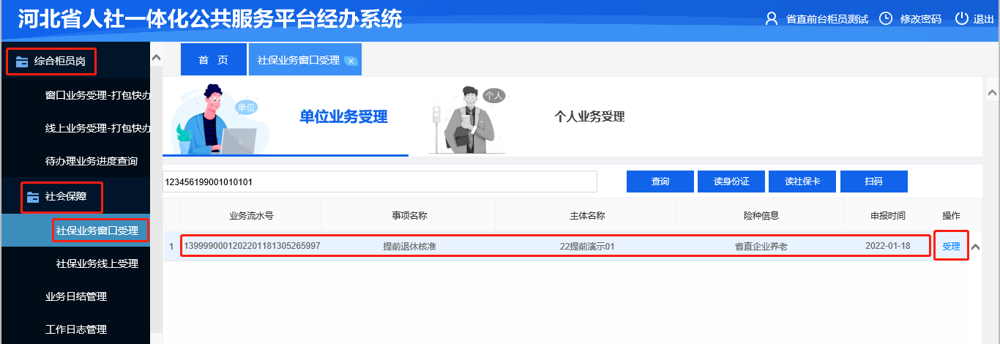 河北省人社一体化公共服务平台经办系统
省直前台柜员测试 修改密码 退出
综合柜员岗
窗口业务受理-打包快办
线上业务受理-打包快办
待办理业务进度查询
社会保障
社保业务窗口受理
社保业务线上受理
业务日结管理
工作日志管理
首 页 社保业务窗口受理
单位
单位业务受理
个人
个人业务受理
123456199001010101 查询 读身份证 读社保卡 扫码
业务流水号 事项名称 主体名称 险种信息 申报时间 操作
1 1399990001202201181305265997 提前退休核准 22提前演示01 省直企业养老 2022-01-18 受理